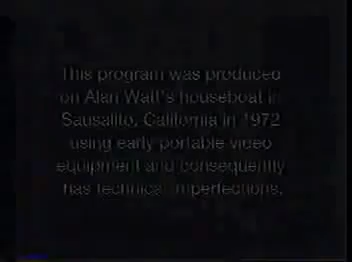 This program was produced
on Alan Watt's houseboat in
Sausalito, California in 1972
using early portable video
equipment and consequently
has technical imperfections.